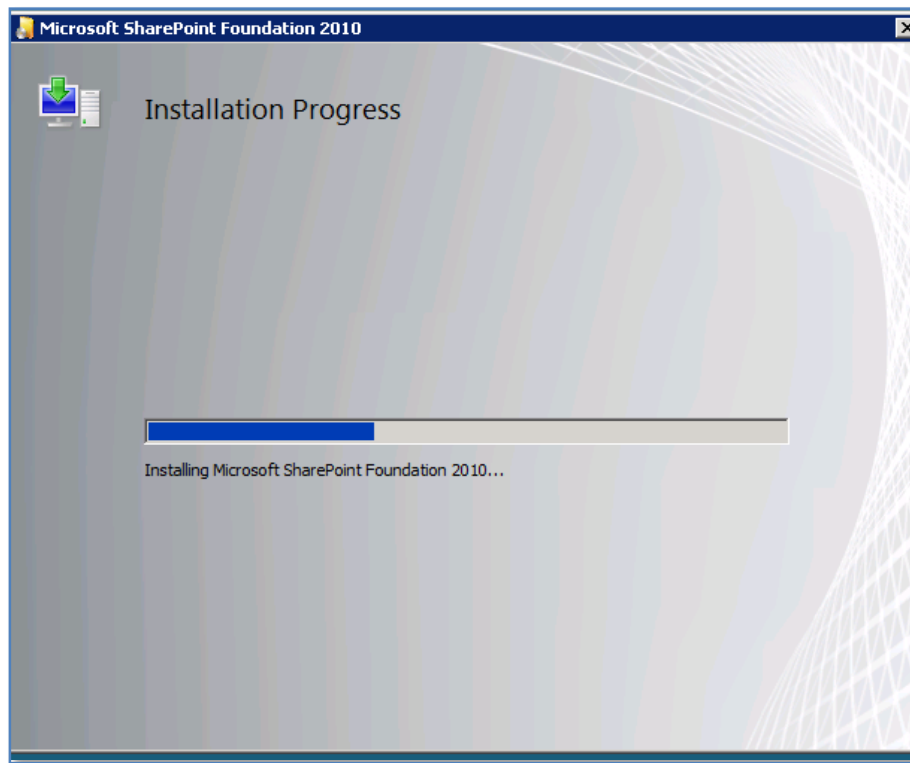 Microsoft SharePoint Foundation 2010
Installation Progress
Installing Microsoft SharePoint Foundation 2010...